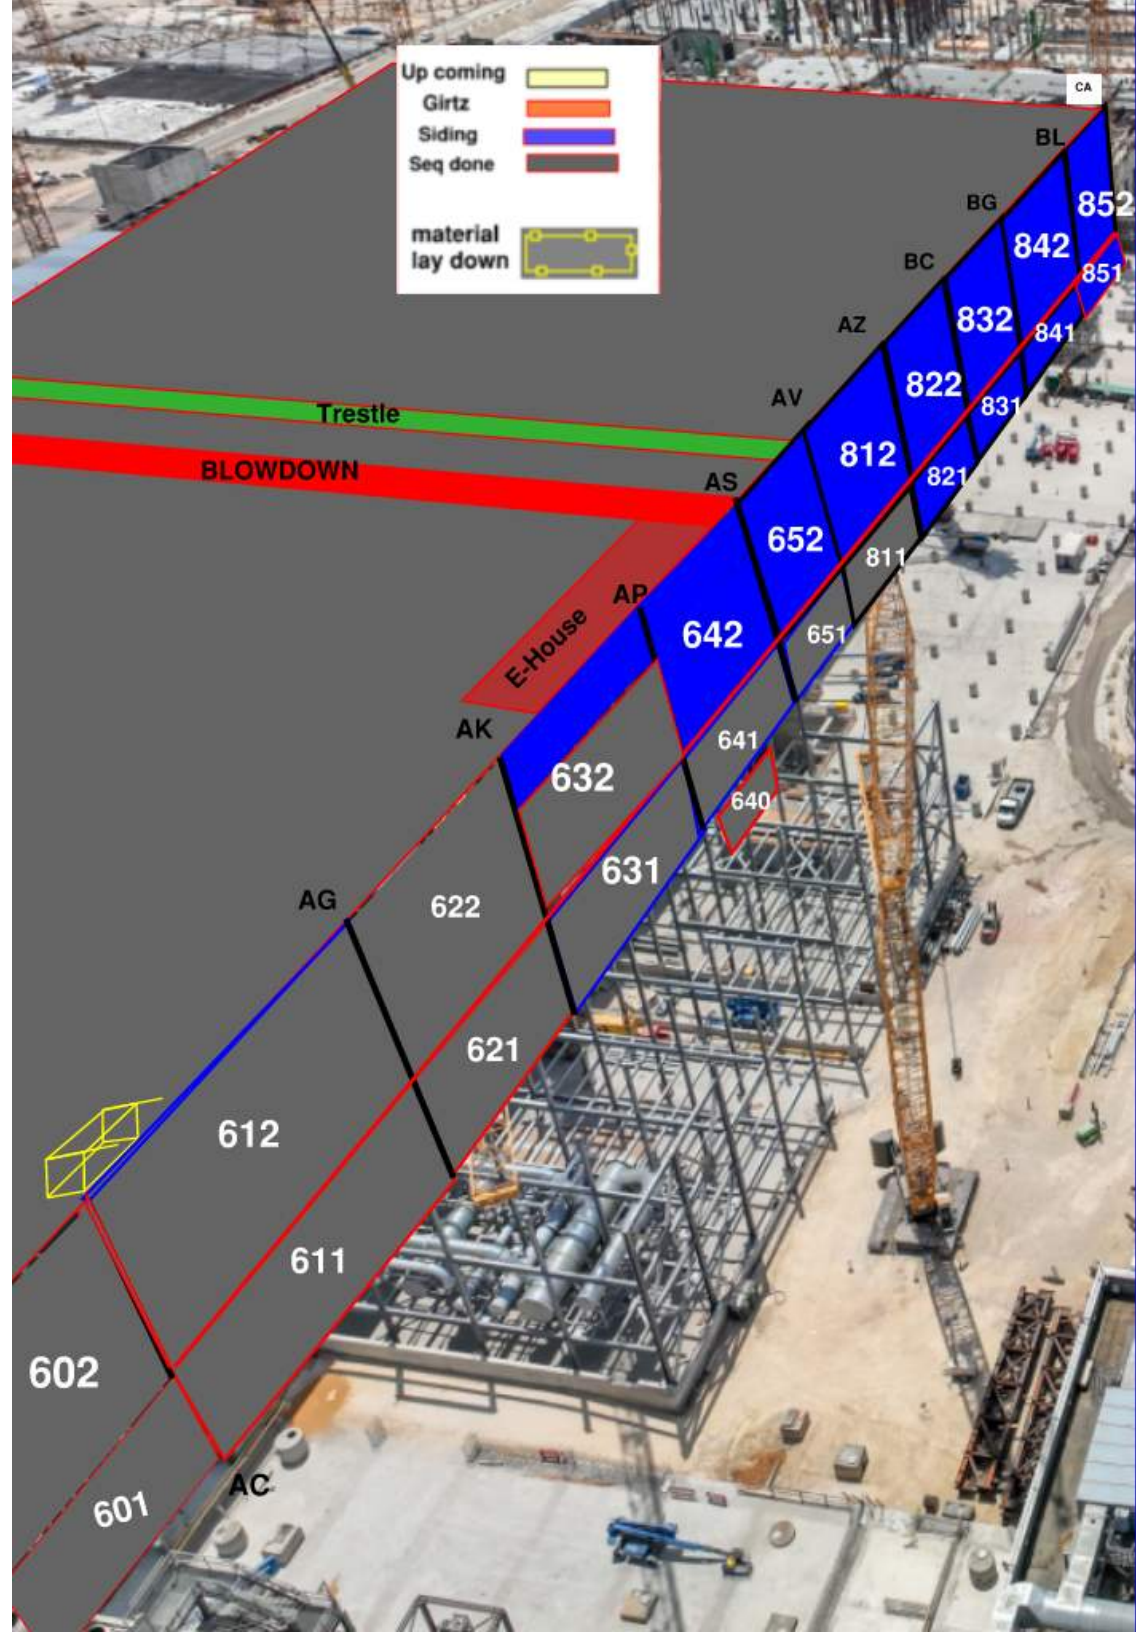 Up coming
Girtz
Siding
Seq done
material
lay down
CA
BL
852
BG
842
851
BC
832
841
AZ
822
831
AV
812
821
Trestle
BLOWDOWN
AS
652
811
AP
642
651
E-House
AK
632
641
640
631
AG
622
621
612
611
602
601
AC